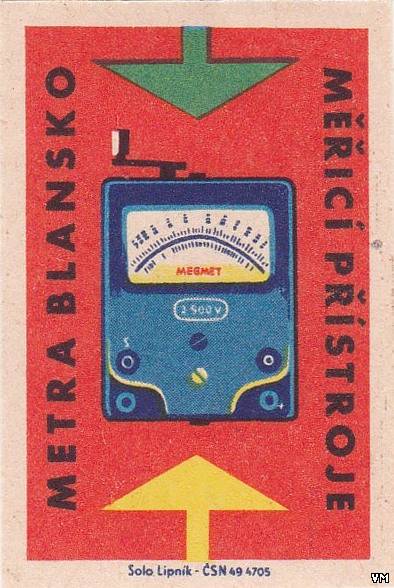 METRA BLANSKO
MĚŘICÍ PŘÍSTROJE
MEGMET
2 500 V
Solo Lipník - ČSN 49 4705
VM